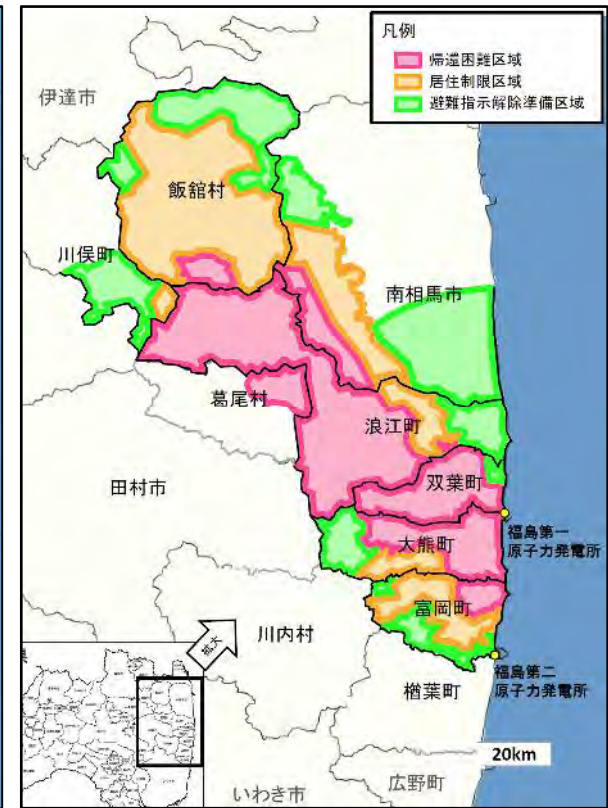 凡例
帰還困難区域
居住制限区域
避難指示解除準備区域
伊達市
飯舘村
川俣町
南相馬市
葛尾村
浪江町
田村市
双葉町
福島第一
原子力発電所
大熊町
富岡町
川内村
拡大
福島第二
原子力発電所
楢葉町
20km
広野町
いわき市